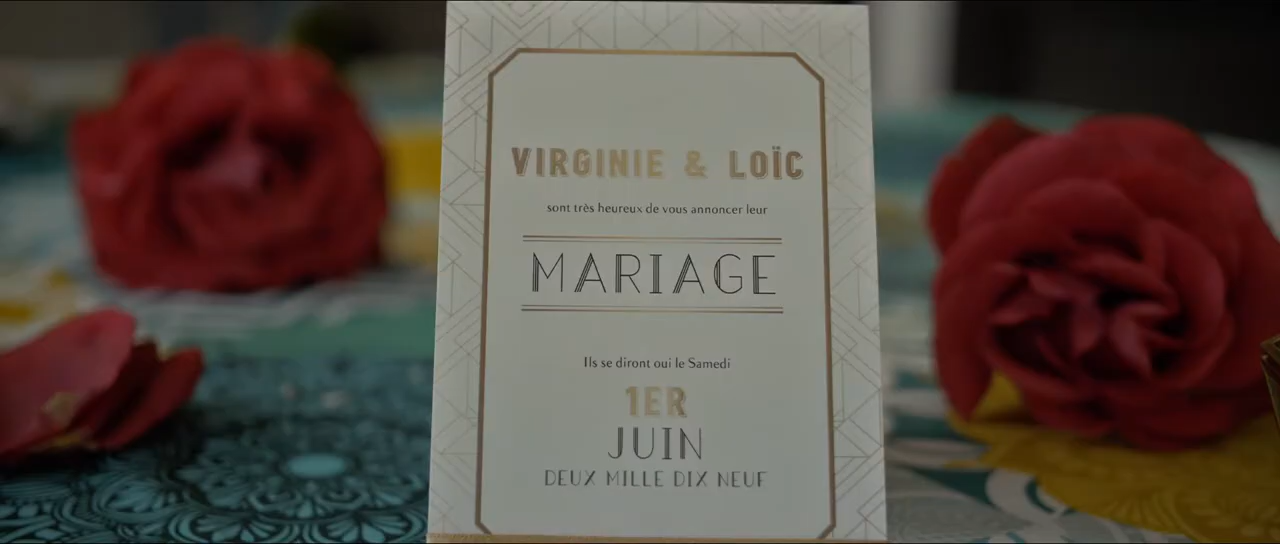 VIRGINIE & LOÏC
sont très heureux de vous annoncer leur
MARIAGE
Ils se diront oui le Samedi
1ER
JUIN
DEUX MILLE DIX NEUF